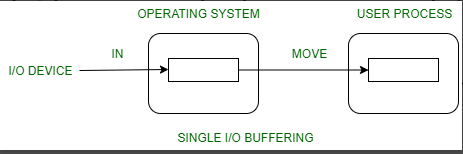 OPERATING SYSTEM
USER PROCESS
IN
MOVE
I/O DEVICE
SINGLE I/O BUFFERING